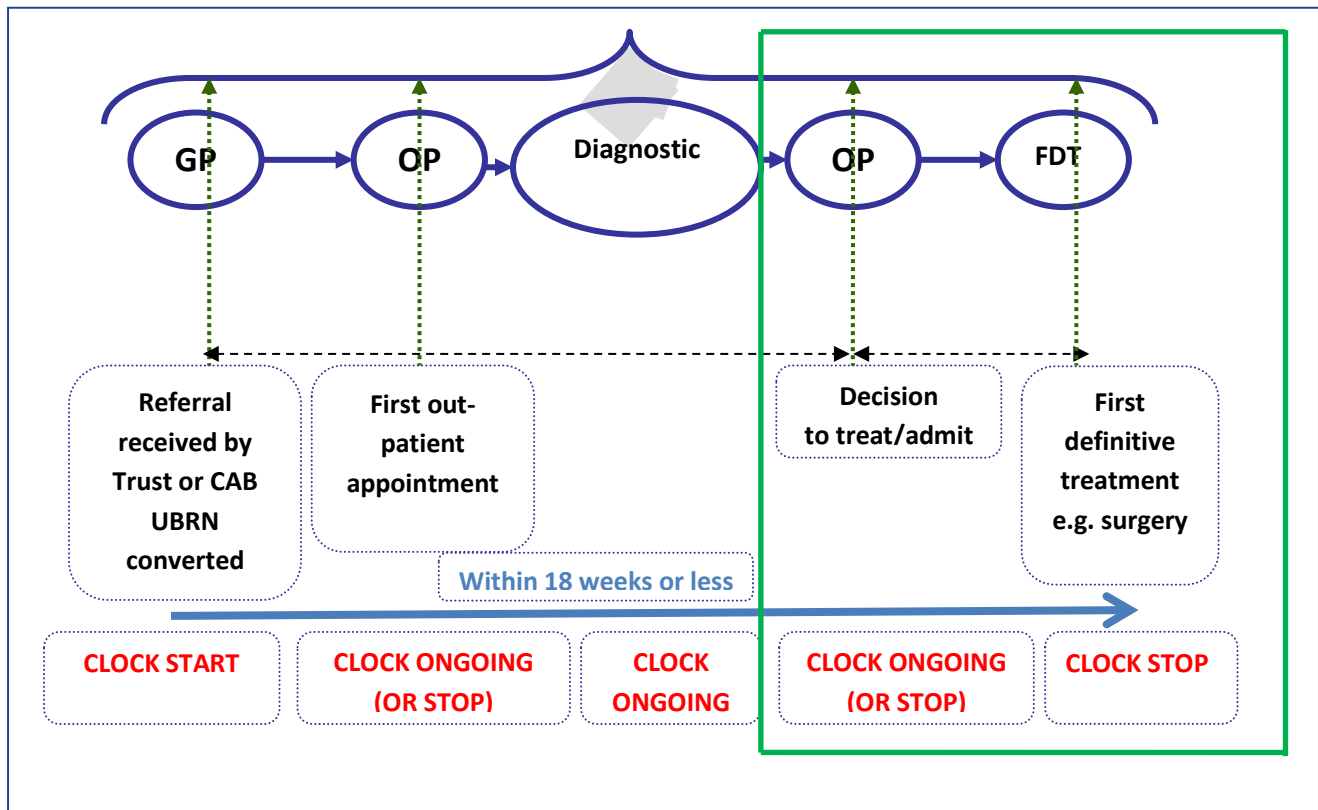 GP
OP
Diagnostic
OP
FDT
Referral
received by
Trust or CAB
UBRN
converted
First out-
patient
appointment
Decision
to treat/admit
First
definitive
treatment
e.g. surgery
Within 18 weeks or less
CLOCK START
CLOCK ONGOING
(OR STOP)
CLOCK
ONGOING
CLOCK ONGOING
(OR STOP)
CLOCK STOP